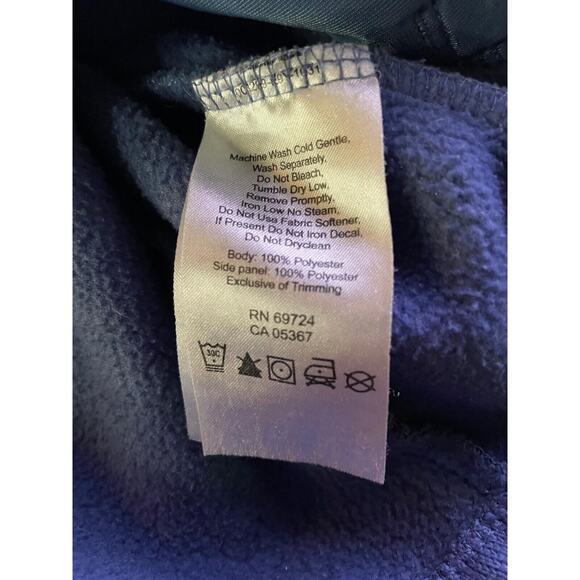 Machine Wash Cold Gentle,
Wash Separately,
Do Not Bleach,
Tumble Dry Low,
Remove Promptly,
Iron Low No Steam,
Do Not Use Fabric Softener,
If Present Do Not Iron Decal,
Do Not Dryclean
Body: 100% Polyester
Side panel: 100% Polyester
Exclusive of Trimming
RN 69724
CA 05367
30C